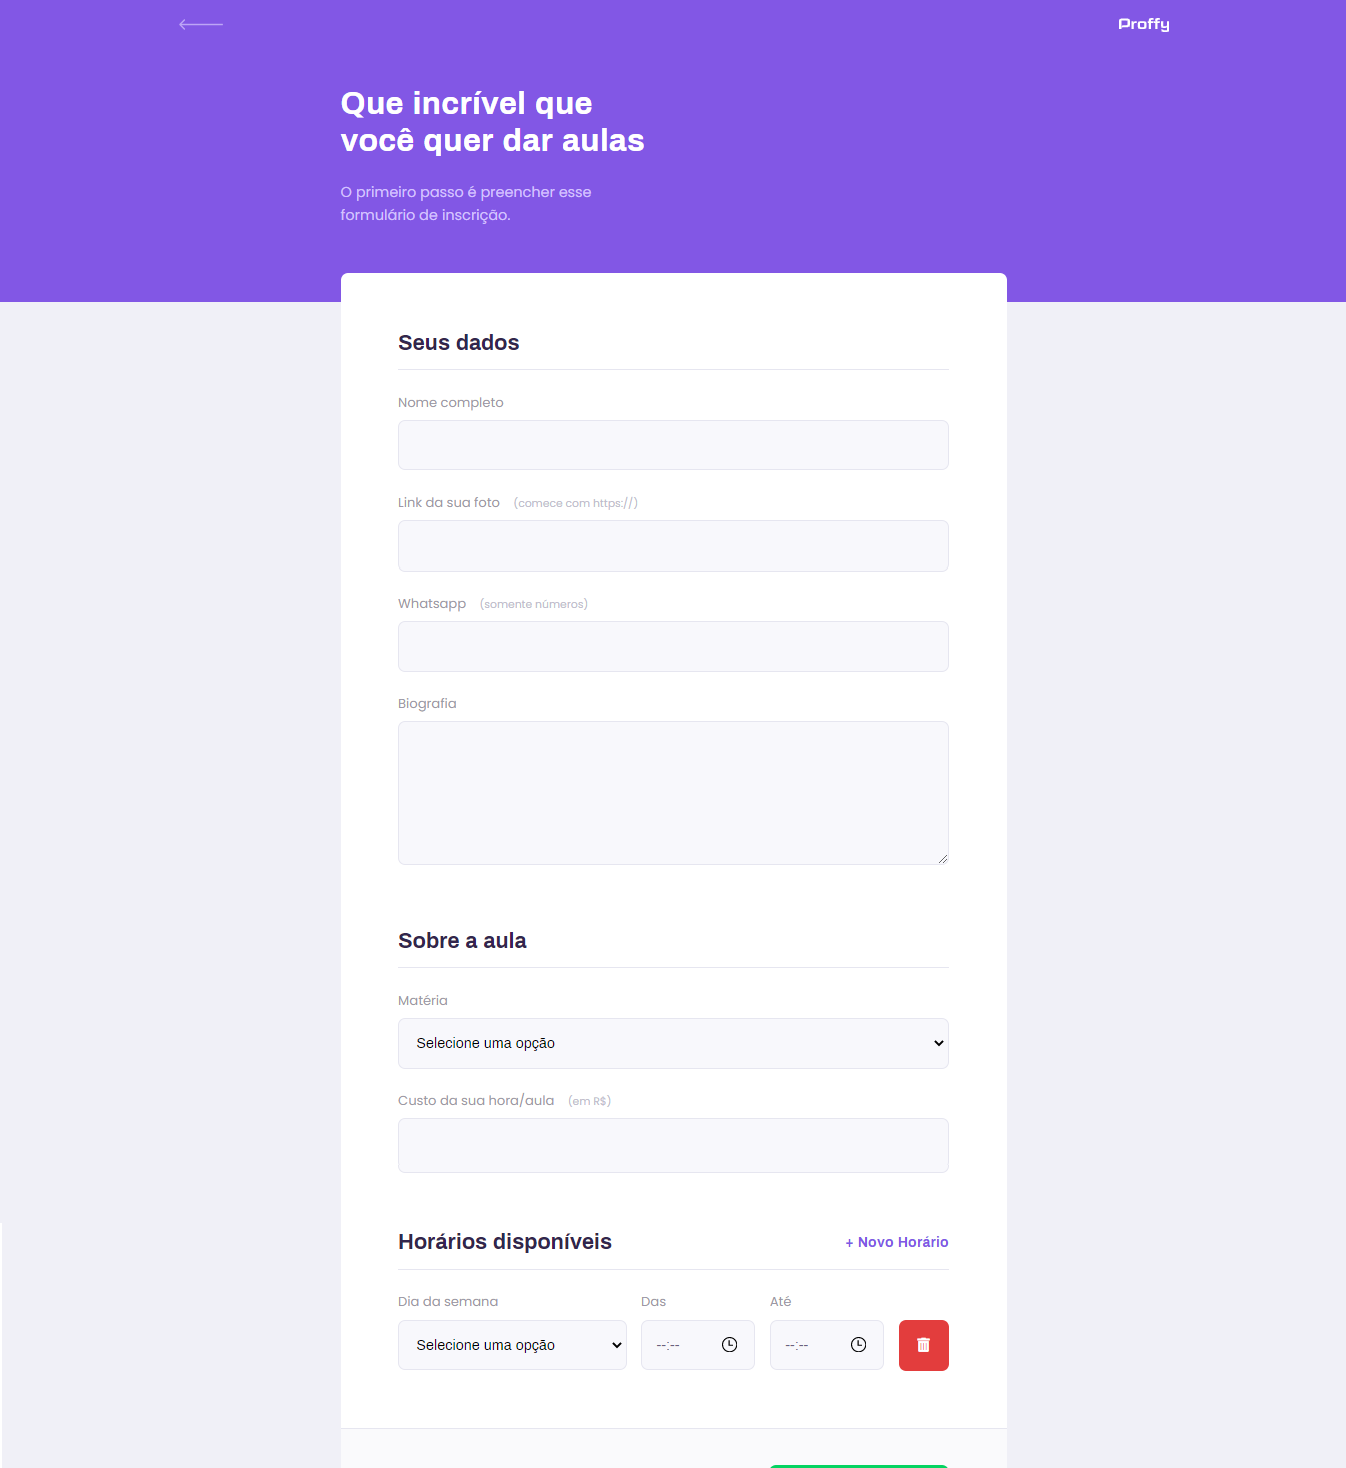 Proffy
Que incrível que
você quer dar aulas
O primeiro passo é preencher esse
formulário de inscrição.
Seus dados
Nome completo
Link da sua foto (comece com https://)
Whatsapp (somente números)
Biografia
Sobre a aula
Matéria
Selecione uma opção
Custo da sua hora/aula (em R$)
Horários disponíveis + Novo Horário
Dia da semana Das Até
Selecione uma opção --:-- --:--